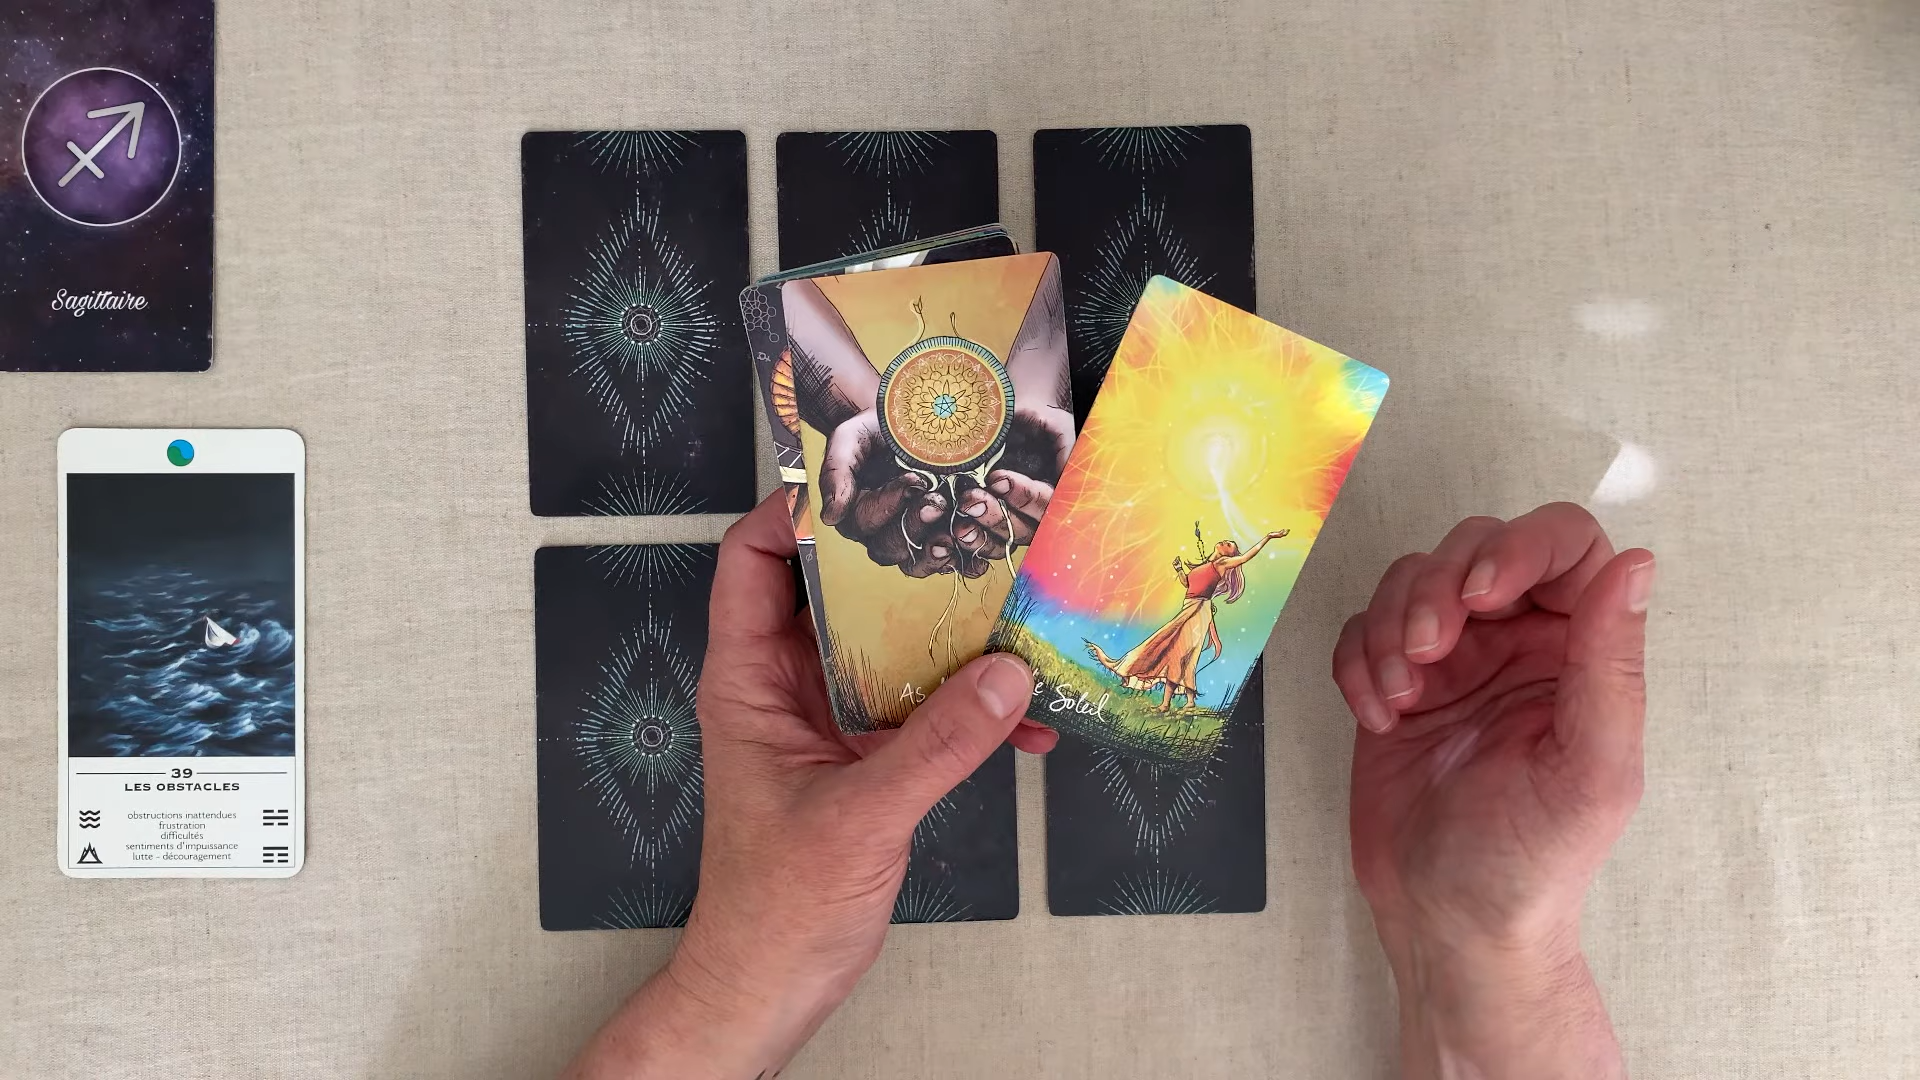 Sagittaire
39
LES OBSTACLES
obstructions inattendues
frustration
difficultés
sentiments d'impuissance
lutte - découragement
As
Soleil